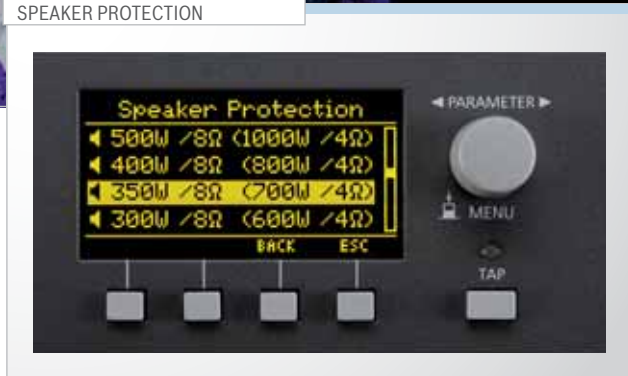 SPEAKER PROTECTION
Speaker Protection
◄ PARAMETER ►
500W /8Ω (1000W /4Ω)
400W /8Ω (800W /4Ω)
350W /8Ω (700W /4Ω)
300W /8Ω (600W /4Ω)
MENU
BACK ESC
TAP